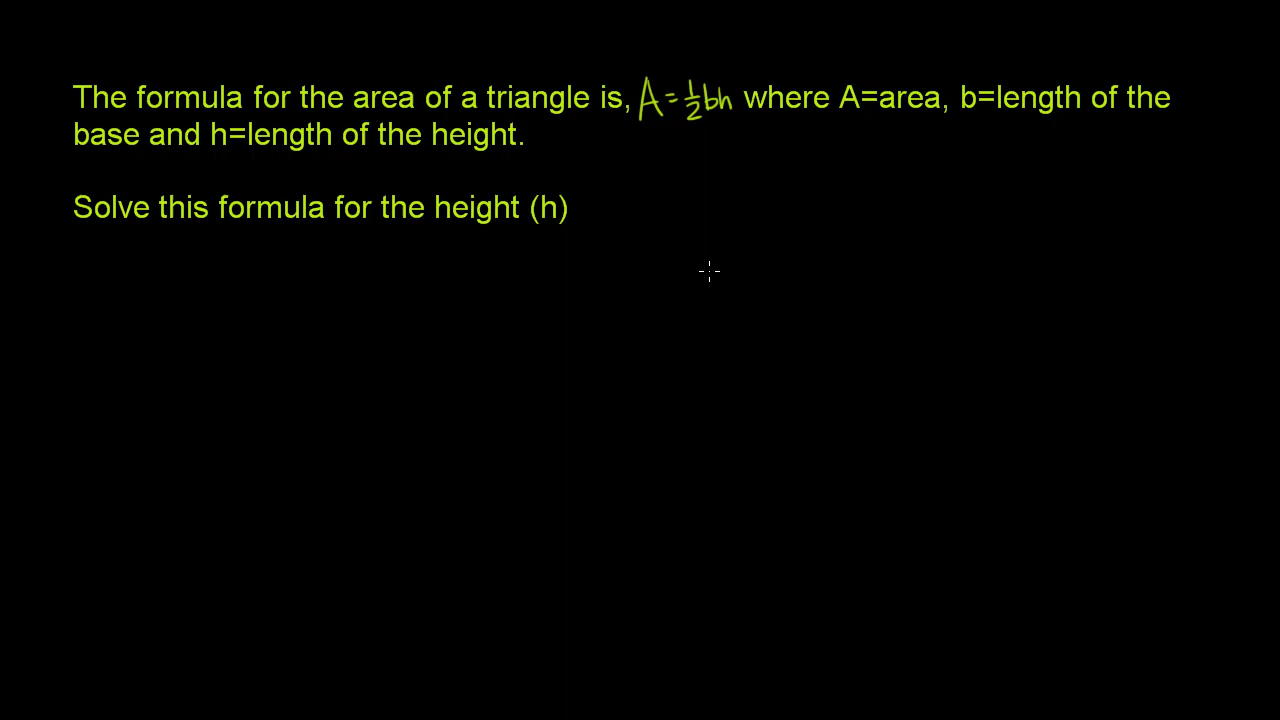 The formula for the area of a triangle is, A = ½bh where A=area, b=length of the
base and h=length of the height.
Solve this formula for the height (h)